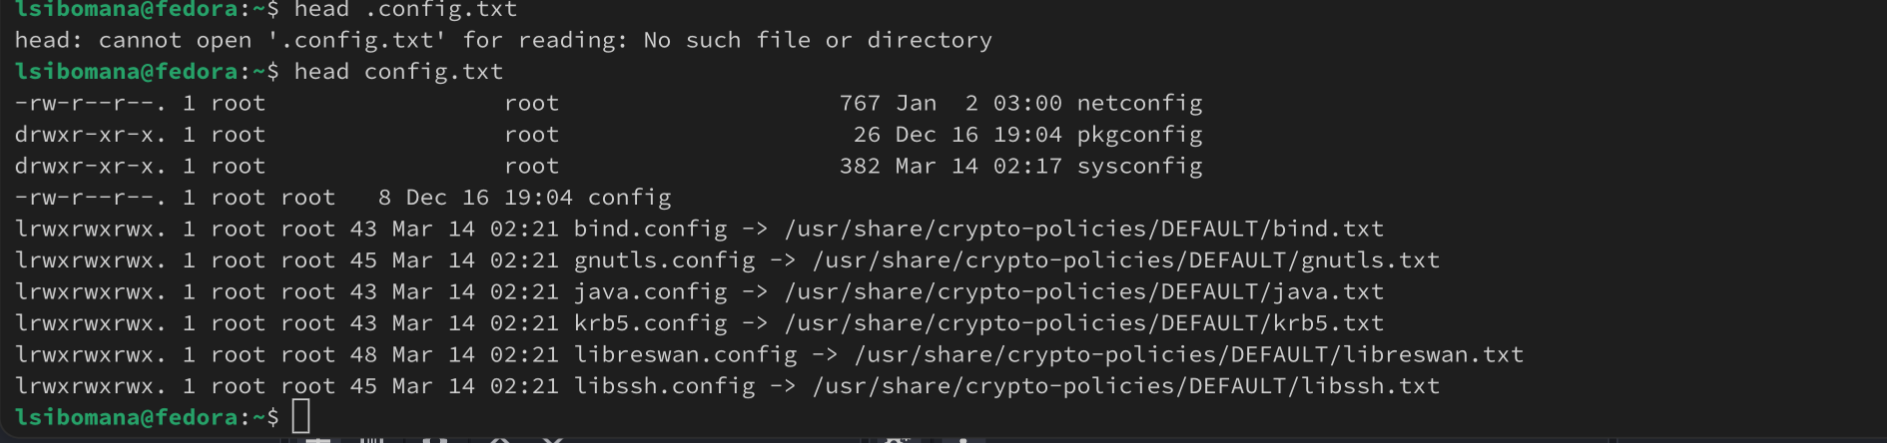 lsibomana@fedora:~$ head .config.txt
head: cannot open '.config.txt' for reading: No such file or directory
lsibomana@fedora:~$ head config.txt
-rw-r--r--. 1 root                 root                    767 Jan  2 03:00 netconfig
drwxr-xr-x. 1 root                 root                     26 Dec 16 19:04 pkgconfig
drwxr-xr-x. 1 root                 root                    382 Mar 14 02:17 sysconfig
-rw-r--r--. 1 root root   8 Dec 16 19:04 config
lrwxrwxrwx. 1 root root 43 Mar 14 02:21 bind.config -> /usr/share/crypto-policies/DEFAULT/bind.txt
lrwxrwxrwx. 1 root root 45 Mar 14 02:21 gnutls.config -> /usr/share/crypto-policies/DEFAULT/gnutls.txt
lrwxrwxrwx. 1 root root 43 Mar 14 02:21 java.config -> /usr/share/crypto-policies/DEFAULT/java.txt
lrwxrwxrwx. 1 root root 43 Mar 14 02:21 krb5.config -> /usr/share/crypto-policies/DEFAULT/krb5.txt
lrwxrwxrwx. 1 root root 48 Mar 14 02:21 libreswan.config -> /usr/share/crypto-policies/DEFAULT/libreswan.txt
lrwxrwxrwx. 1 root root 45 Mar 14 02:21 libssh.config -> /usr/share/crypto-policies/DEFAULT/libssh.txt
lsibomana@fedora:~$